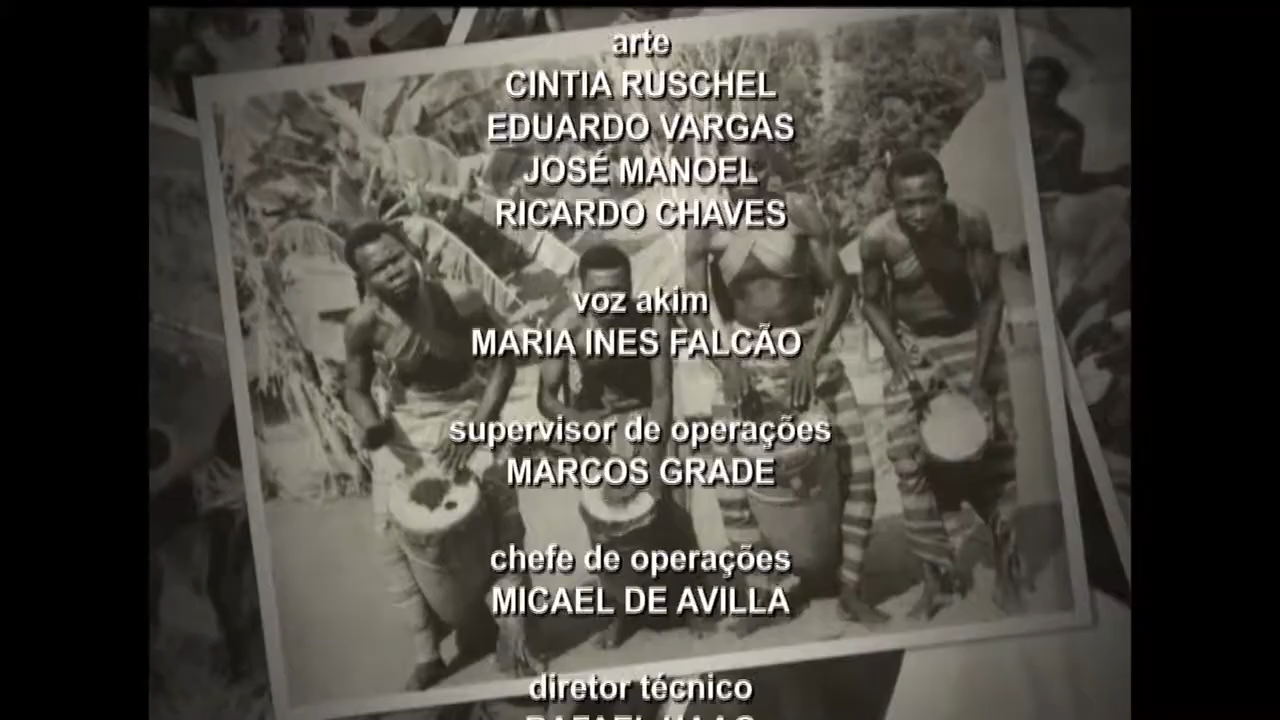 arte
CINTIA RUSCHEL
EDUARDO VARGAS
JOSÉ MANOEL
RICARDO CHAVES
voz akim
MARIA INES FALCÃO
supervisor de operações
MARCOS GRADE
chefe de operações
MICAEL DE AVILLA
diretor técnico